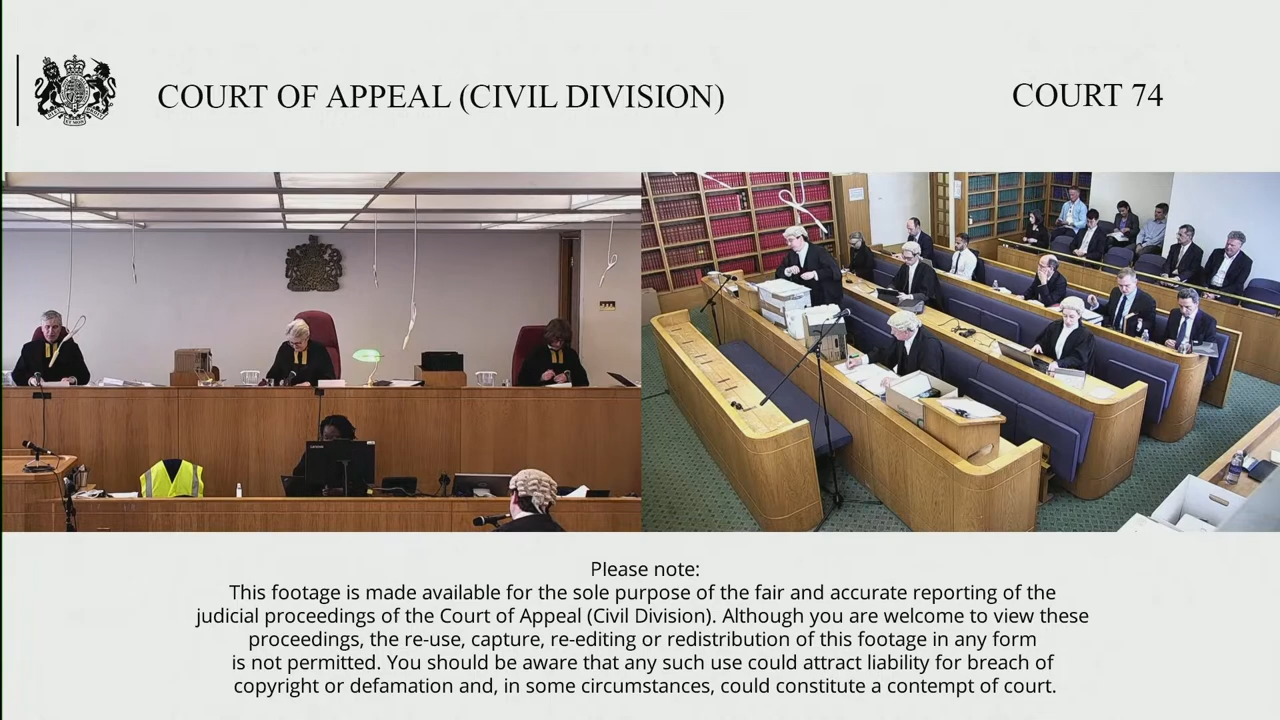 COURT OF APPEAL (CIVIL DIVISION)
COURT 74
Please note:
This footage is made available for the sole purpose of the fair and accurate reporting of the
judicial proceedings of the Court of Appeal (Civil Division). Although you are welcome to view these
proceedings, the re-use, capture, re-editing or redistribution of this footage in any form
is not permitted. You should be aware that any such use could attract liability for breach of
copyright or defamation and, in some circumstances, could constitute a contempt of court.